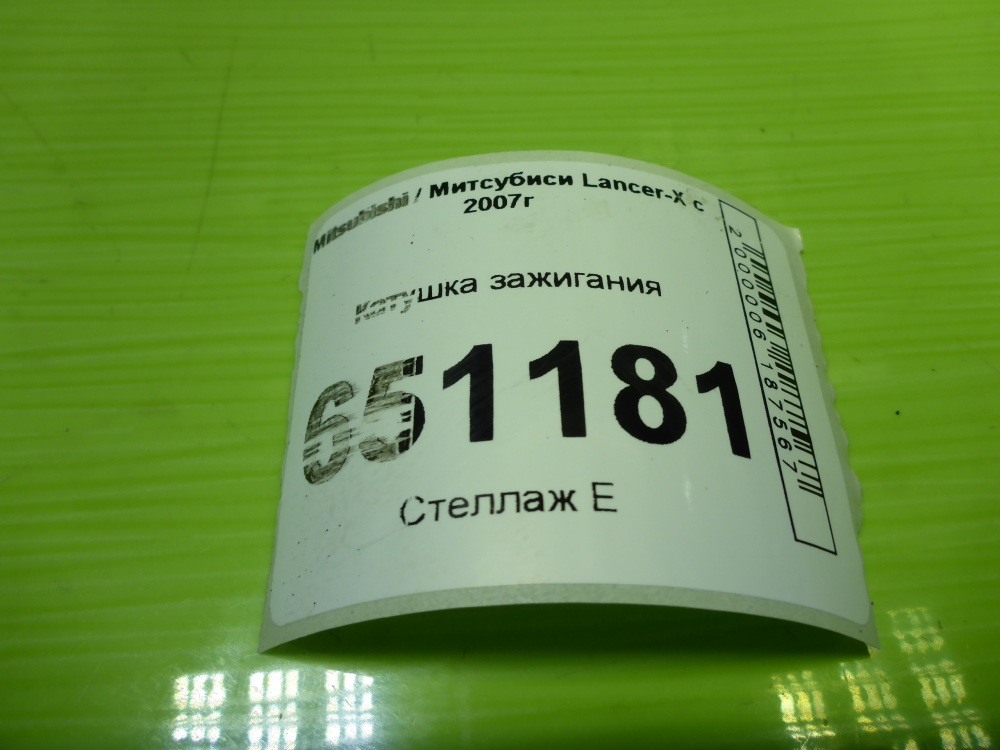 Mitsubishi / Митсубиси Lancer-X с
2007г
Катушка зажигания
651181
Стеллаж Е
2000006187567